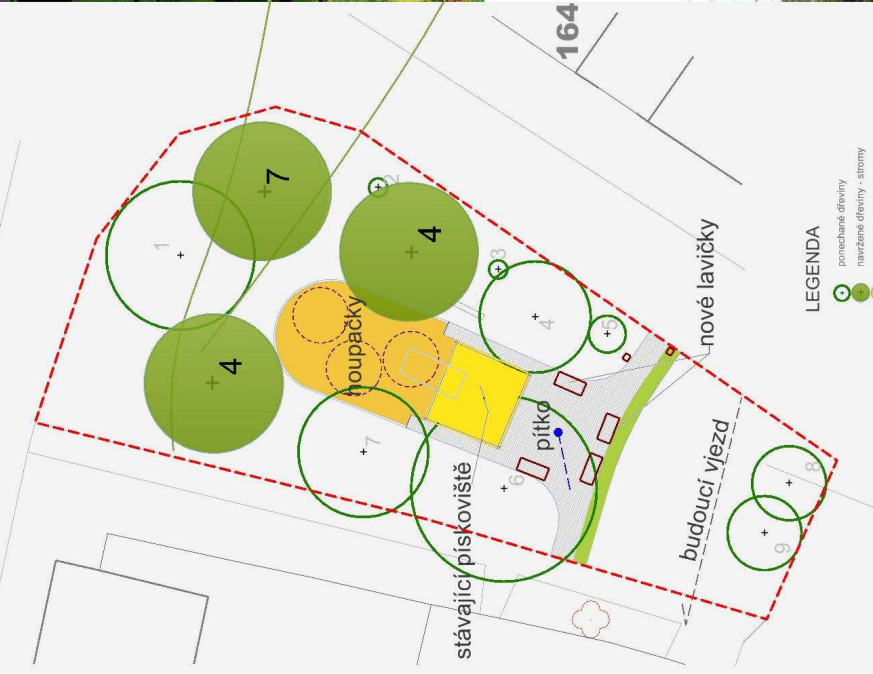 164
1
7
2
4
4
3
houpačky
4
5
7
nové lavičky
pítko
6
stávající pískoviště
budoucí vjezd
8
9
LEGENDA
ponechané dřeviny
navržené dřeviny - stromy